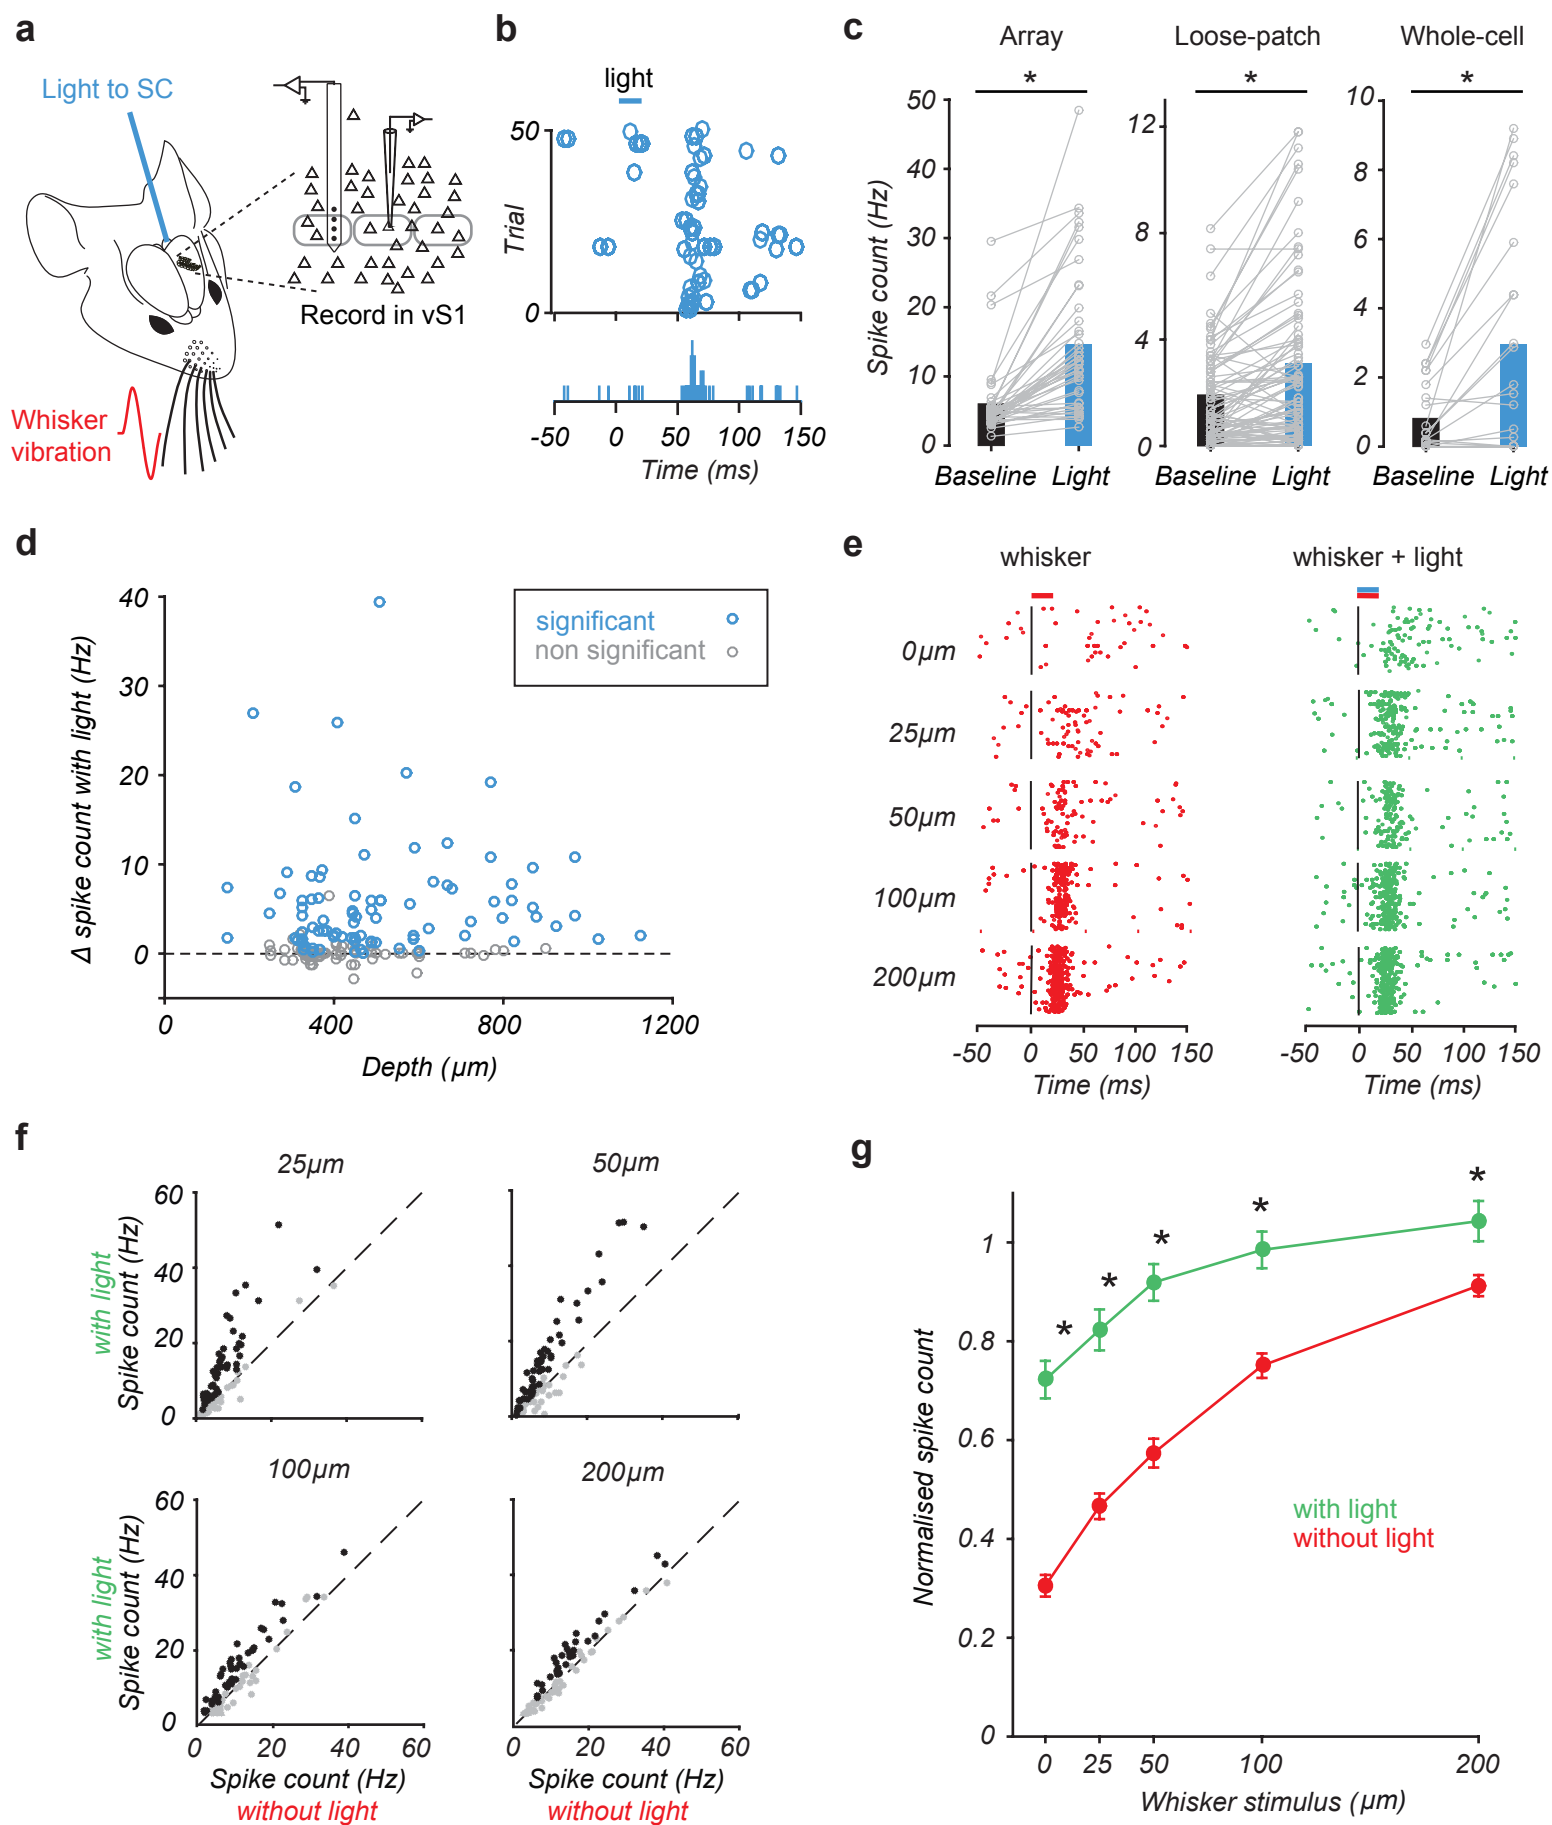 a
Light to SC
Record in vS1
Whisker
vibration
b
light
50
Trial
0
-50 0 50 100 150
Time (ms)
c
Array Loose-patch Whole-cell
* * *
Spike count (Hz)
50
40
30
20
10
0
12
8
4
0
10
8
6
4
2
0
Baseline Light Baseline Light Baseline Light
d
Δ spike count with light (Hz)
40
30
20
10
0
significant
non significant
0 400 800 1200
Depth (μm)
e
whisker whisker + light
0μm
25μm
50μm
100μm
200μm
-50 0 50 100 150 -50 0 50 100 150
Time (ms) Time (ms)
f
25μm 50μm
with light
Spike count (Hz)
60
40
20
0
100μm 200μm
with light
Spike count (Hz)
60
40
20
0
0 20 40 60 0 20 40 60
Spike count (Hz) Spike count (Hz)
without light without light
g
Normalised spike count
1
0.8
0.6
0.4
0.2
0
* * * * *
with light
without light
0 25 50 100 200
Whisker stimulus (μm)